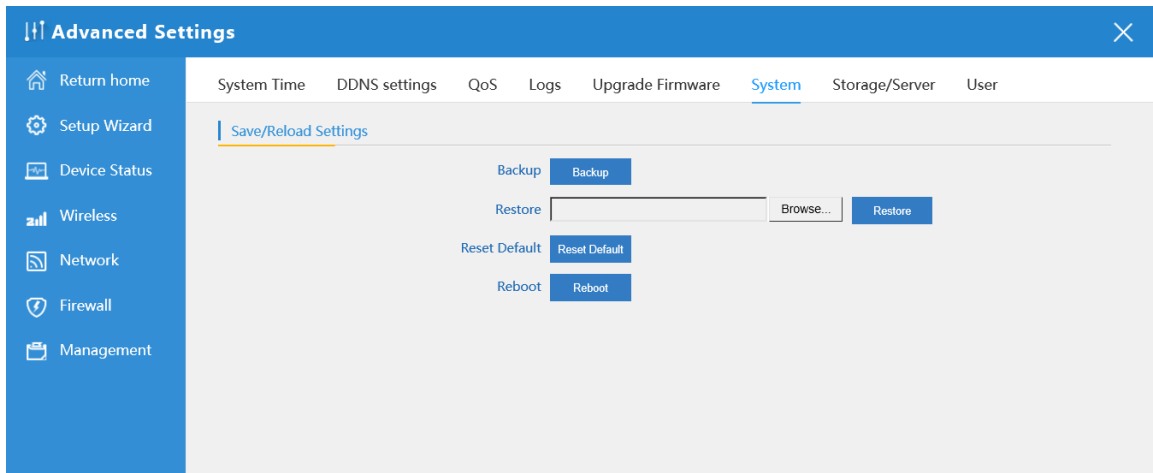 Advanced Settings
Return home
Setup Wizard
Device Status
Wireless
Network
Firewall
Management
System Time DDNS settings QoS Logs Upgrade Firmware System Storage/Server User
Save/Reload Settings
Backup Backup
Restore Browse... Restore
Reset Default Reset Default
Reboot Reboot